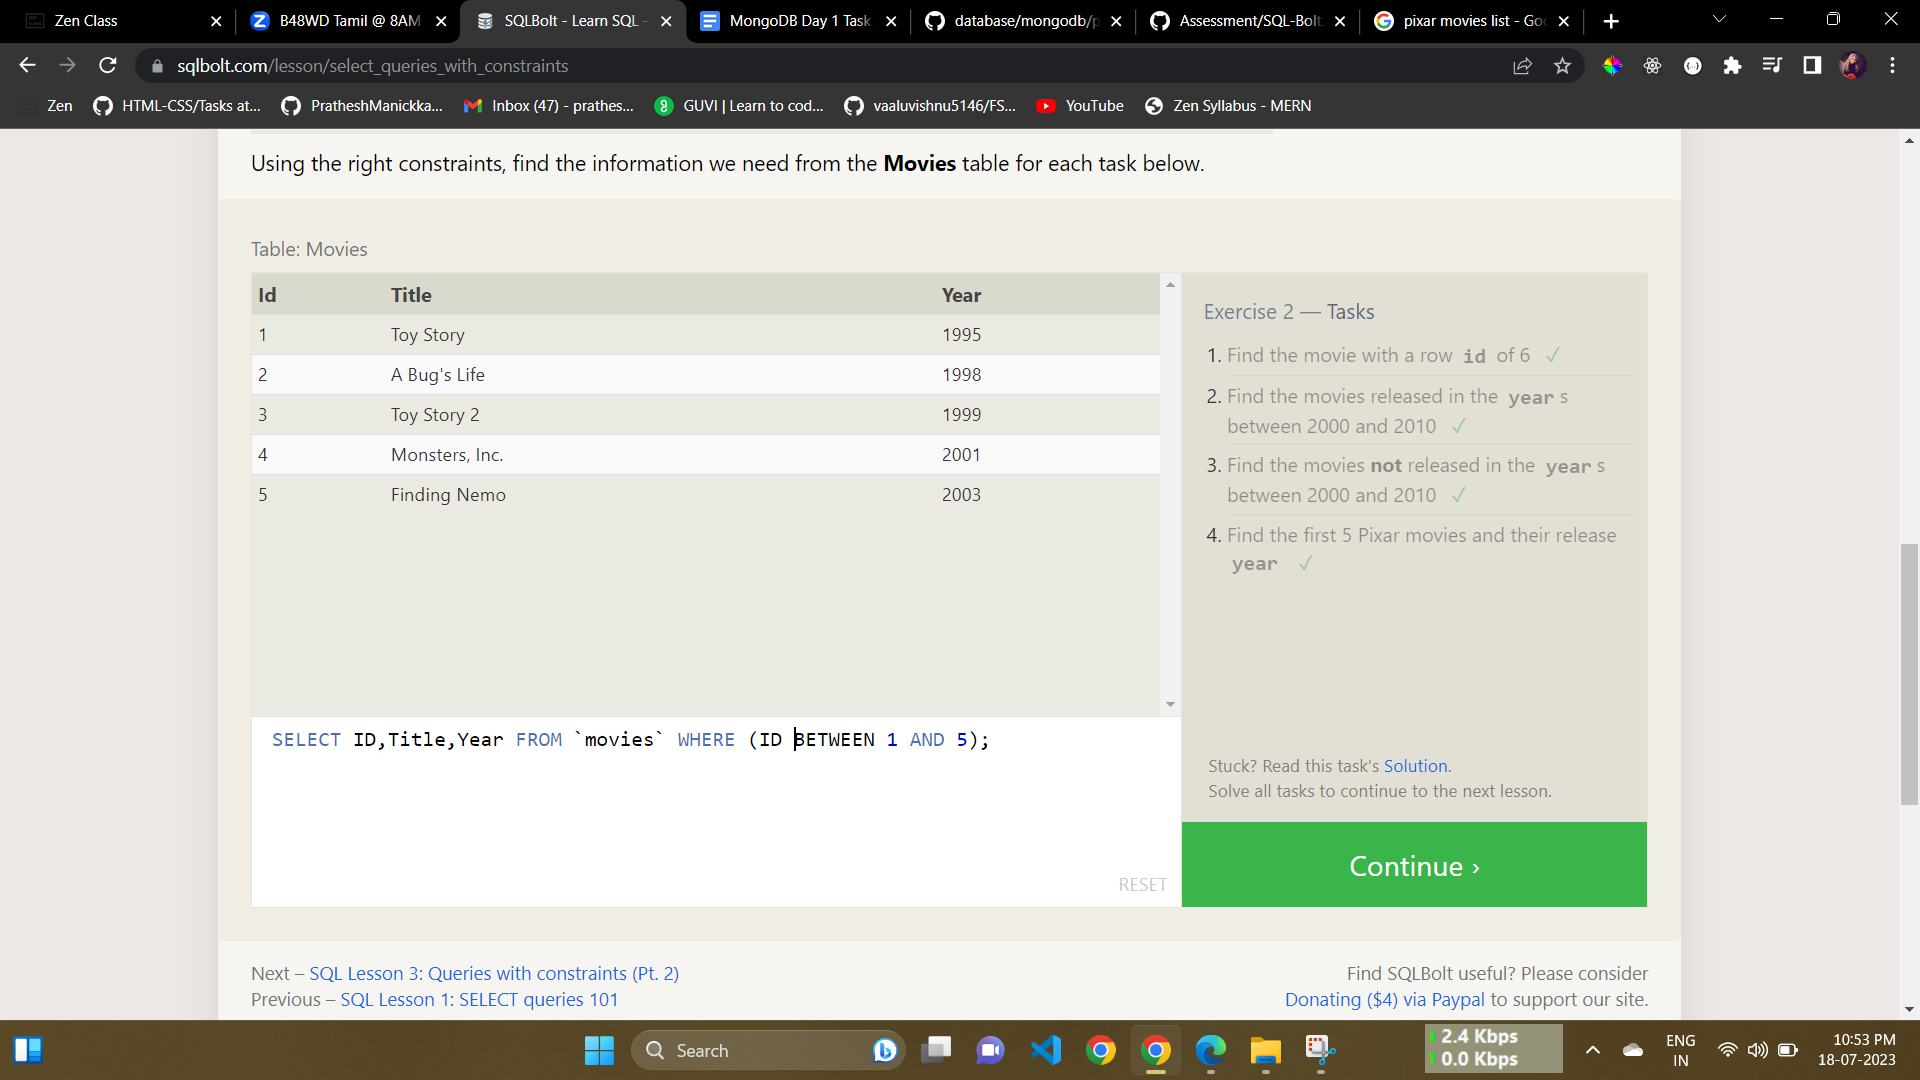 Zen Class
B48WD Tamil @ 8AM
SQLBolt - Learn SQL -
MongoDB Day 1 Task
database/mongodb/p
Assessment/SQL-Bolt
pixar movies list - Goo
sqlbolt.com/lesson/select_queries_with_constraints
Zen
HTML-CSS/Tasks at...
PratheshManickka...
Inbox (47) - prathes...
GUVI | Learn to cod...
vaaluvishnu5146/FS...
YouTube
Zen Syllabus - MERN
Using the right constraints, find the information we need from the Movies table for each task below.
Table: Movies
Id Title Year
1 Toy Story 1995
2 A Bug's Life 1998
3 Toy Story 2 1999
4 Monsters, Inc. 2001
5 Finding Nemo 2003
SELECT ID,Title,Year FROM `movies` WHERE (ID BETWEEN 1 AND 5);
RESET
Exercise 2 — Tasks
1. Find the movie with a row id of 6 ✓
2. Find the movies released in the year s
between 2000 and 2010 ✓
3. Find the movies not released in the year s
between 2000 and 2010 ✓
4. Find the first 5 Pixar movies and their release
year ✓
Stuck? Read this task's Solution.
Solve all tasks to continue to the next lesson.
Continue ›
Next – SQL Lesson 3: Queries with constraints (Pt. 2)
Previous – SQL Lesson 1: SELECT queries 101
Find SQLBolt useful? Please consider
Donating ($4) via Paypal to support our site.
Search
2.4 Kbps
0.0 Kbps
ENG
IN
10:53 PM
18-07-2023